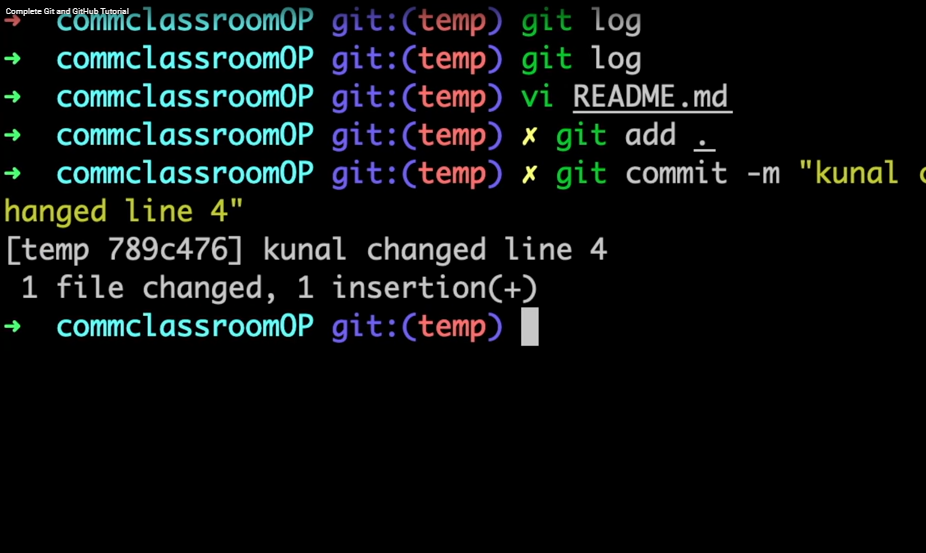 Complete Git and GitHub Tutorial
➜ commclassroomOP git:(temp) git log
➜ commclassroomOP git:(temp) git log
➜ commclassroomOP git:(temp) vi README.md
➜ commclassroomOP git:(temp) ✗ git add .
➜ commclassroomOP git:(temp) ✗ git commit -m "kunal c
hanged line 4"
[temp 789c476] kunal changed line 4
1 file changed, 1 insertion(+)
➜ commclassroomOP git:(temp)